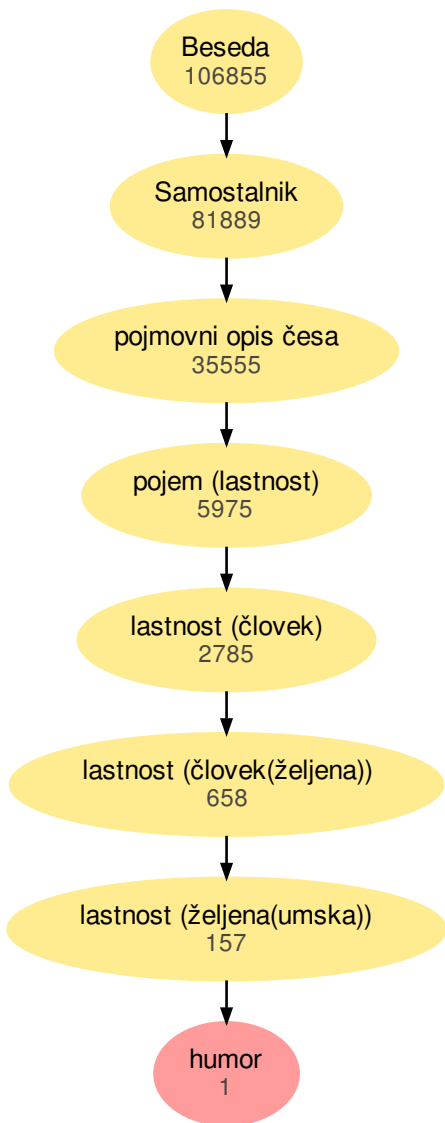 Beseda
106855
Samostalnik
81889
pojmovni opis česa
35555
pojem (lastnost)
5975
lastnost (človek)
2785
lastnost (človek(željena))
658
lastnost (željena(umska))
157
humor
1